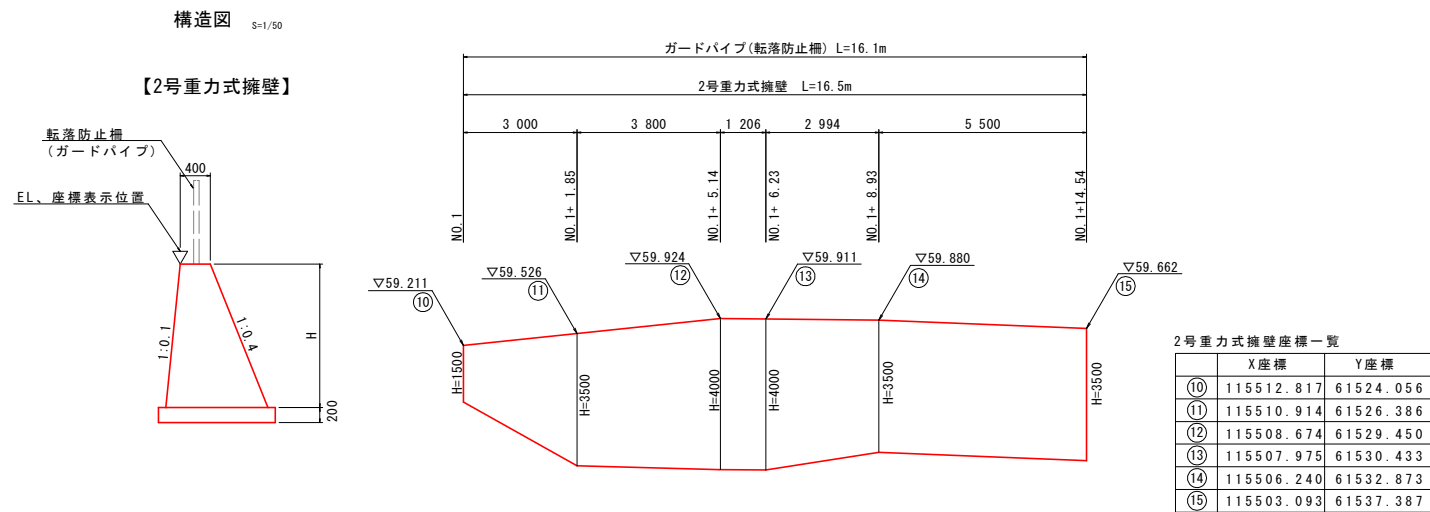 構造図 S=1/50
【2号重力式擁壁】
転落防止柵
(ガードパイプ)
400
EL、座標表示位置
1:0.1
1:0.4
H
200
ガードパイプ(転落防止柵) L=16.1m
2号重力式擁壁 L=16.5m
3 000 3 800 1 206 2 994 5 500
NO.1
NO.1+ 1.85
NO.1+ 5.14
NO.1+ 6.23
NO.1+ 8.93
NO.1+14.54
▽59.211
⑩
▽59.526
⑪
▽59.924
⑫
▽59.911
⑬
▽59.880
⑭
▽59.662
⑮
H=1500
H=3500
H=4000
H=4000
H=3500
H=3500
2号重力式擁壁座標一覧
X座標 Y座標
⑩ 115512.817 61524.056
⑪ 115510.914 61526.386
⑫ 115508.674 61529.450
⑬ 115507.975 61530.433
⑭ 115506.240 61532.873
⑮ 115503.093 61537.387